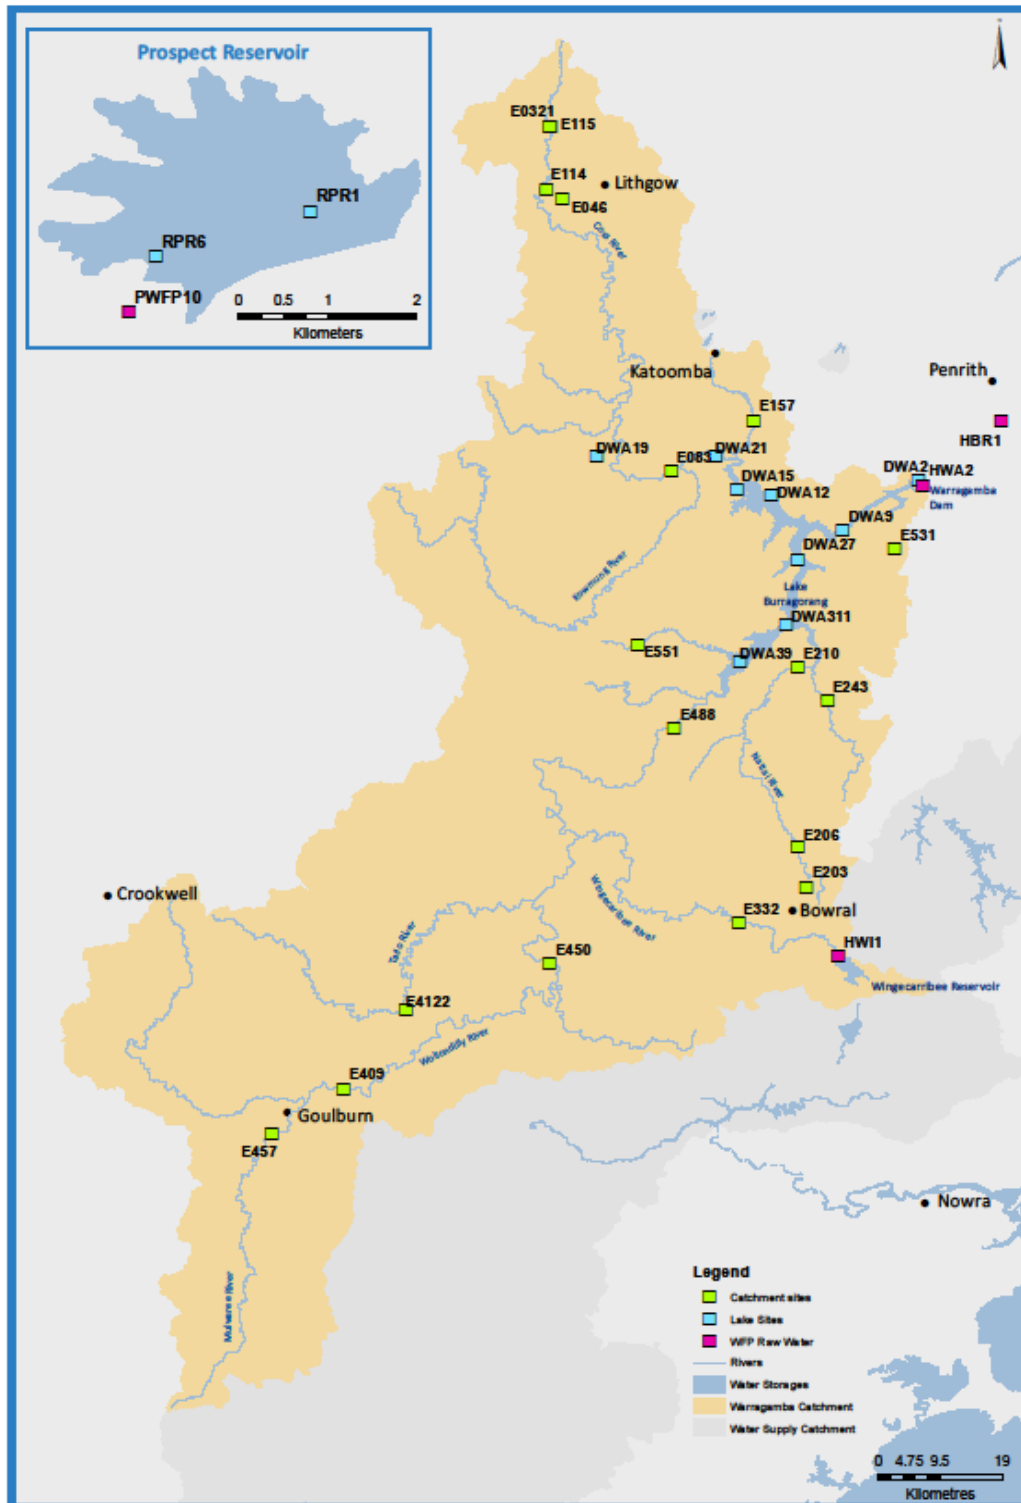 Prospect Reservoir
RPR1
RPR6
PWFP10
0 0.5 1 2
Kilometers
E0321
E115
E114
Lithgow
E046
Cox River
Katoomba
Penrith
E157
HBR1
DWA19
DWA21
E083
DWA15
DWA12
DWA2
HWA2
Warragamba
Dam
DWA9
E531
DWA27
Kowmung River
Lake
Burragorang
DWA311
E551
DWA39
E210
E243
E488
Nattai River
E206
E203
Crookwell
Bowral
E332
Wingecarribee River
HWI1
E450
Wingecarribee Reservoir
E4122
Wollondilly River
E409
Goulburn
E457
Nowra
Mulwaree River
Legend
Catchment sites
Lake Sites
WFP Raw Water
Rivers
Water Storages
Warragamba Catchment
Water Supply Catchment
0 4.75 9.5 19
Kilometres